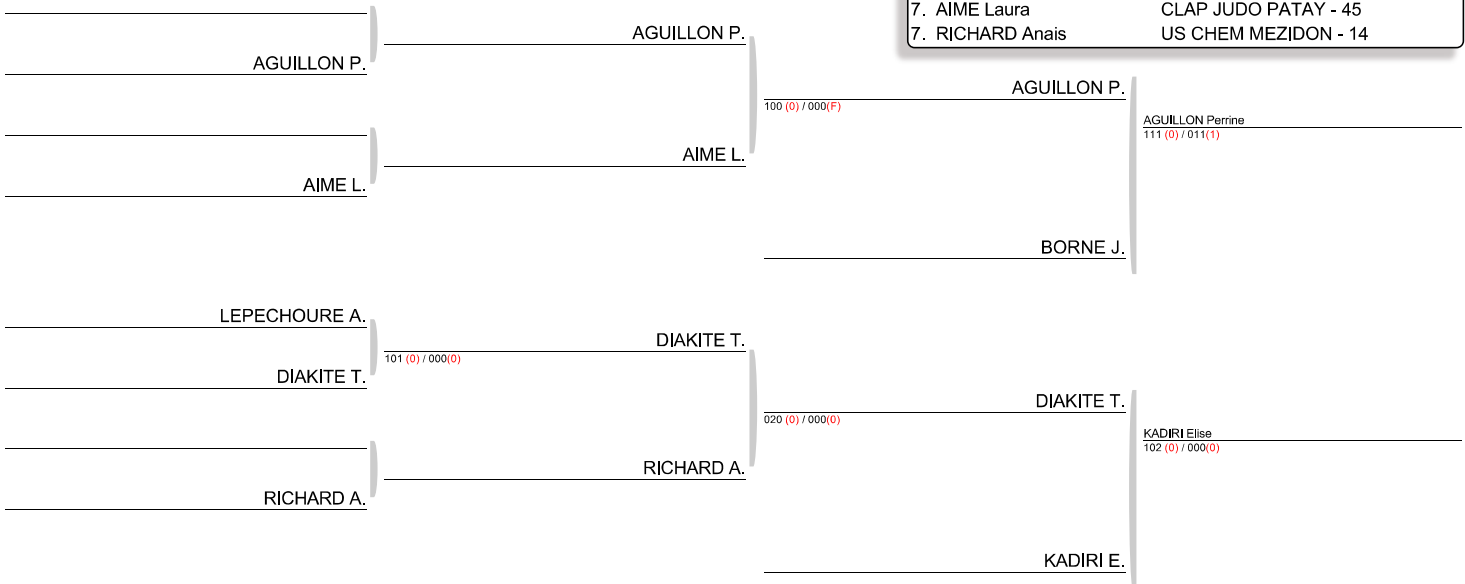 7. AIME Laura CLAP JUDO PATAY - 45
7. RICHARD Anais US CHEM MEZIDON - 14
AGUILLON P.
AGUILLON P.
AGUILLON P.
100 (0) / 000(F)
AGUILLON Perrine
111 (0) / 011(1)
AIME L.
AIME L.
BORNE J.
LEPECHOURE A.
DIAKITE T.
101 (0) / 000(0)
DIAKITE T.
DIAKITE T.
020 (0) / 000(0)
KADIRI Elise
102 (0) / 000(0)
RICHARD A.
RICHARD A.
KADIRI E.